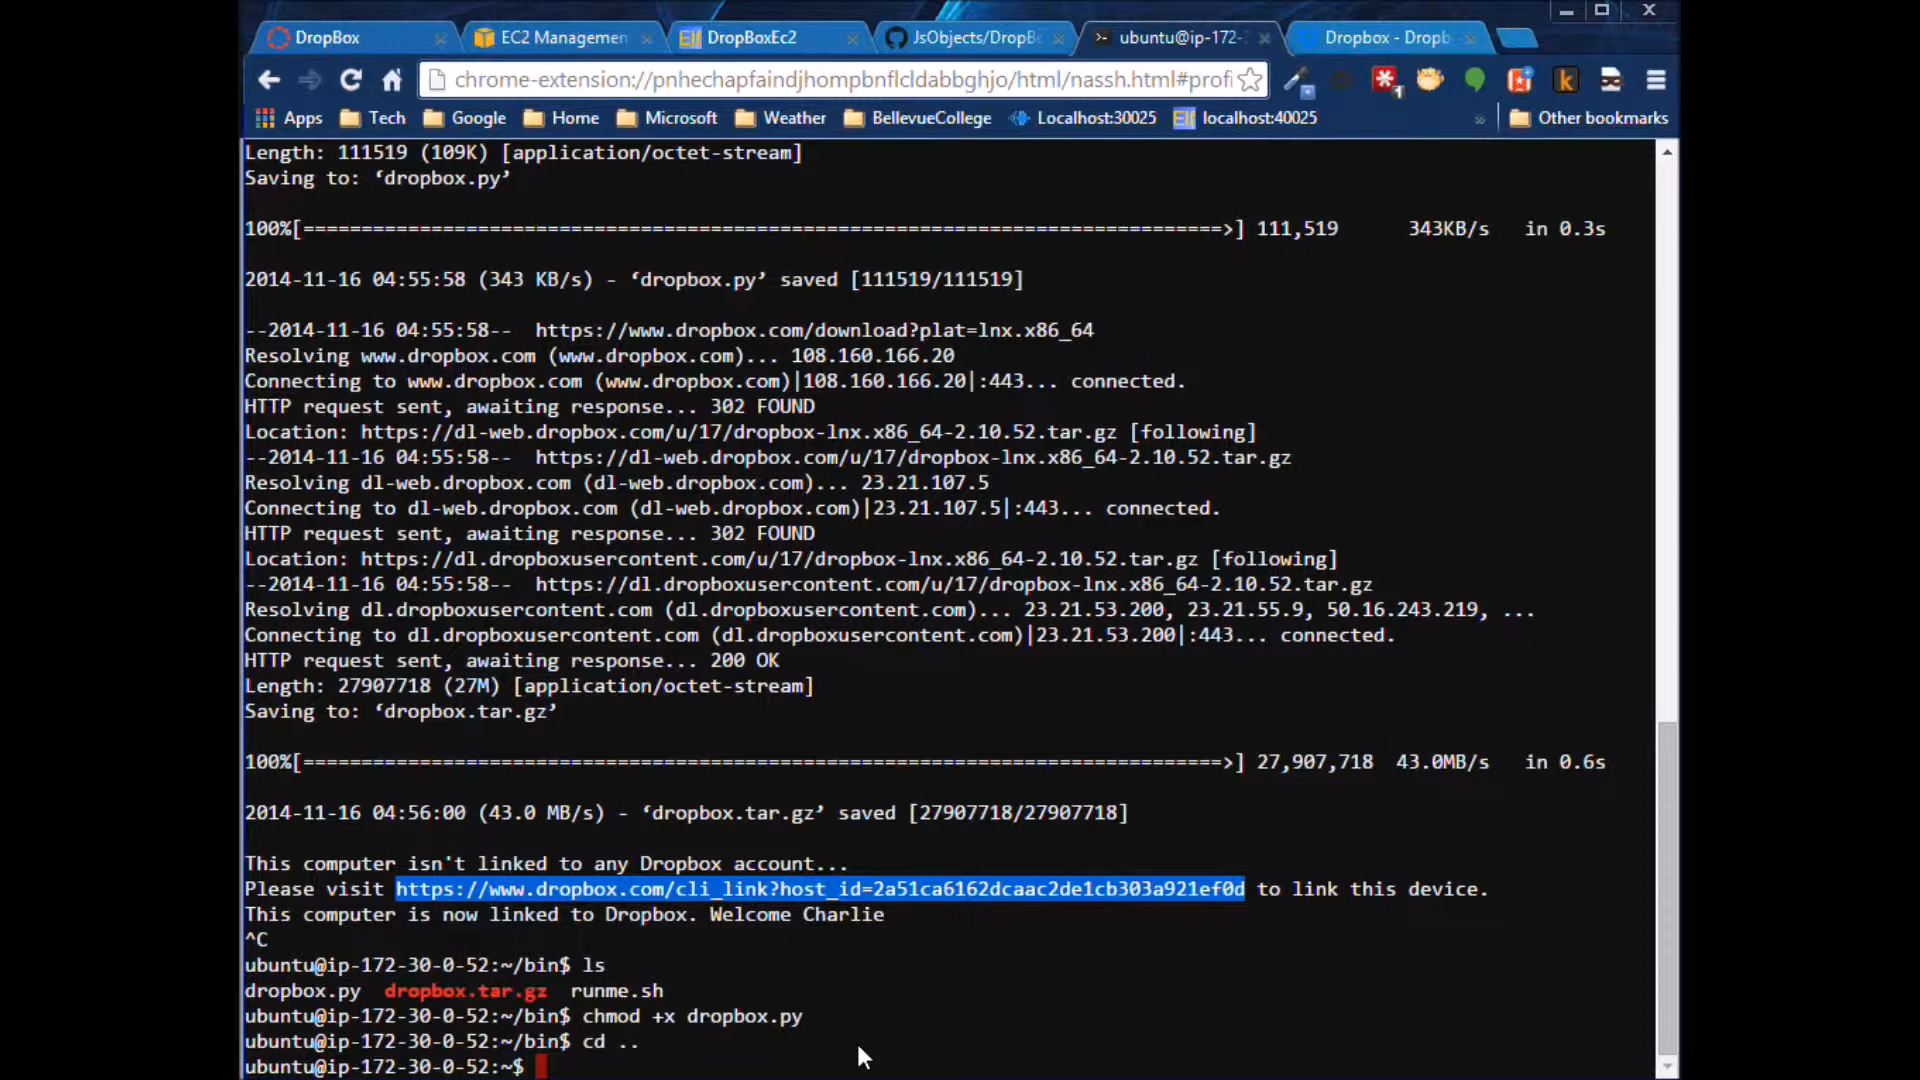 DropBox
EC2 Managemen
DropBoxEc2
JsObjects/DropB
ubuntu@ip-172-
Dropbox - Dropb
chrome-extension://pnhechapfaindjhompbnflcldabbghjo/html/nassh.html#profi
Apps Tech Google Home Microsoft Weather BellevueCollege Localhost:30025 localhost:40025 » Other bookmarks
Length: 111519 (109K) [application/octet-stream]
Saving to: ‘dropbox.py’
100%[===============================================================================>] 111,519 343KB/s in 0.3s
2014-11-16 04:55:58 (343 KB/s) - ‘dropbox.py’ saved [111519/111519]
--2014-11-16 04:55:58-- https://www.dropbox.com/download?plat=lnx.x86_64
Resolving www.dropbox.com (www.dropbox.com)... 108.160.166.20
Connecting to www.dropbox.com (www.dropbox.com)|108.160.166.20|:443... connected.
HTTP request sent, awaiting response... 302 FOUND
Location: https://dl-web.dropbox.com/u/17/dropbox-lnx.x86_64-2.10.52.tar.gz [following]
--2014-11-16 04:55:58-- https://dl-web.dropbox.com/u/17/dropbox-lnx.x86_64-2.10.52.tar.gz
Resolving dl-web.dropbox.com (dl-web.dropbox.com)... 23.21.107.5
Connecting to dl-web.dropbox.com (dl-web.dropbox.com)|23.21.107.5|:443... connected.
HTTP request sent, awaiting response... 302 FOUND
Location: https://dl.dropboxusercontent.com/u/17/dropbox-lnx.x86_64-2.10.52.tar.gz [following]
--2014-11-16 04:55:58-- https://dl.dropboxusercontent.com/u/17/dropbox-lnx.x86_64-2.10.52.tar.gz
Resolving dl.dropboxusercontent.com (dl.dropboxusercontent.com)... 23.21.53.200, 23.21.55.9, 50.16.243.219, ...
Connecting to dl.dropboxusercontent.com (dl.dropboxusercontent.com)|23.21.53.200|:443... connected.
HTTP request sent, awaiting response... 200 OK
Length: 27907718 (27M) [application/octet-stream]
Saving to: ‘dropbox.tar.gz’
100%[===============================================================================>] 27,907,718 43.0MB/s in 0.6s
2014-11-16 04:56:00 (43.0 MB/s) - ‘dropbox.tar.gz’ saved [27907718/27907718]
This computer isn't linked to any Dropbox account...
Please visit https://www.dropbox.com/cli_link?host_id=2a51ca6162dcaac2de1cb303a921ef0d to link this device.
This computer is now linked to Dropbox. Welcome Charlie
^C
ubuntu@ip-172-30-0-52:~/bin$ ls
dropbox.py dropbox.tar.gz runme.sh
ubuntu@ip-172-30-0-52:~/bin$ chmod +x dropbox.py
ubuntu@ip-172-30-0-52:~/bin$ cd ..
ubuntu@ip-172-30-0-52:~$